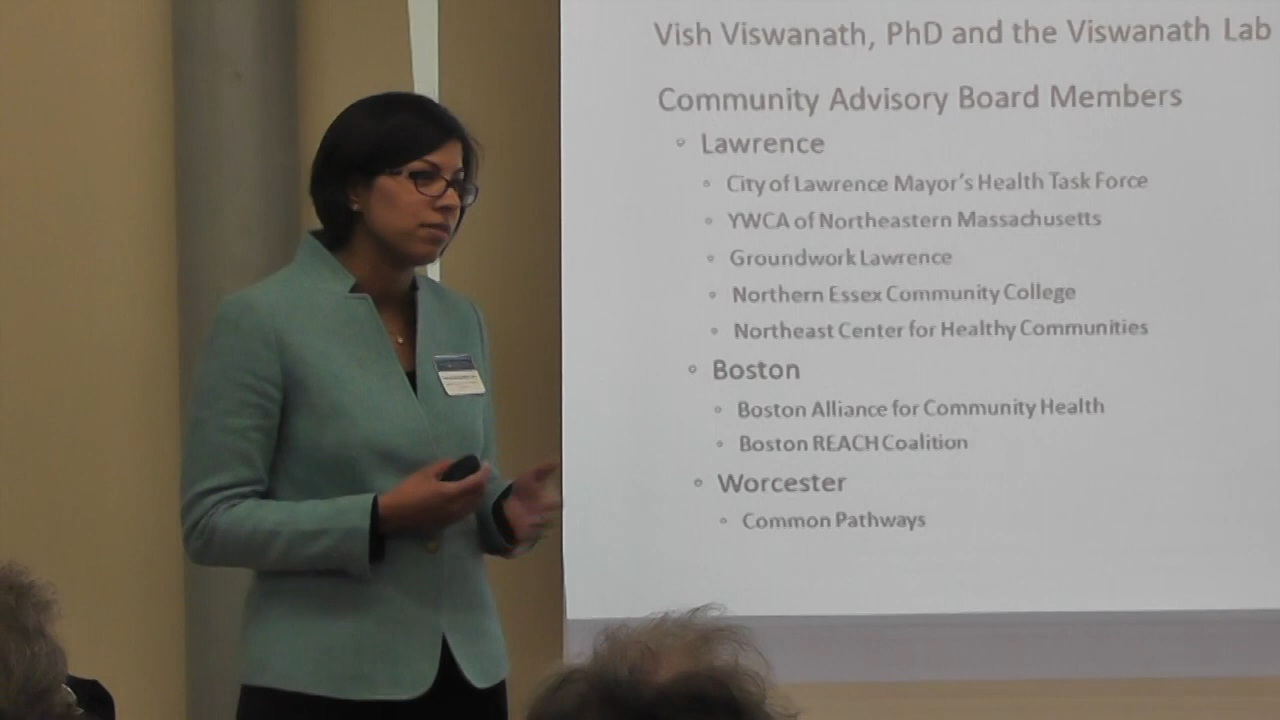 Vish Viswanath, PhD and the Viswanath Lab
Community Advisory Board Members
Lawrence
City of Lawrence Mayor's Health Task Force
YWCA of Northeastern Massachusetts
Groundwork Lawrence
Northern Essex Community College
Northeast Center for Healthy Communities
Boston
Boston Alliance for Community Health
Boston REACH Coalition
Worcester
Common Pathways